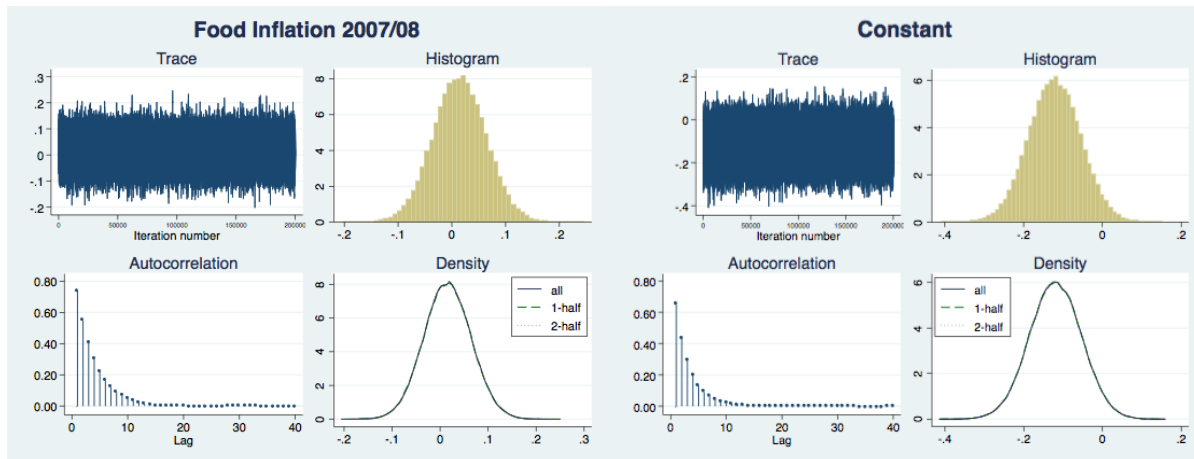 Food Inflation 2007/08
Trace
.3
.2
.1
0
-.1
-.2
0 50000 100000 150000 200000
Iteration number
Histogram
8
6
4
2
0
-.2 -.1 0 .1 .2
Autocorrelation
0.80
0.60
0.40
0.20
0.00
0 10 20 30 40
Lag
Density
all
1-half
2-half
8
6
4
2
0
-.2 -.1 0 .1 .2 0.3
Constant
Trace
.2
0
-.2
-.4
0 50000 100000 150000 200000
Iteration number
Histogram
6
4
2
0
-.4 -.2 0 .2
Autocorrelation
0.80
0.60
0.40
0.20
0.00
0 10 20 30 40
Lag
Density
all
1-half
2-half
6
4
2
0
-.4 -.2 0 .2